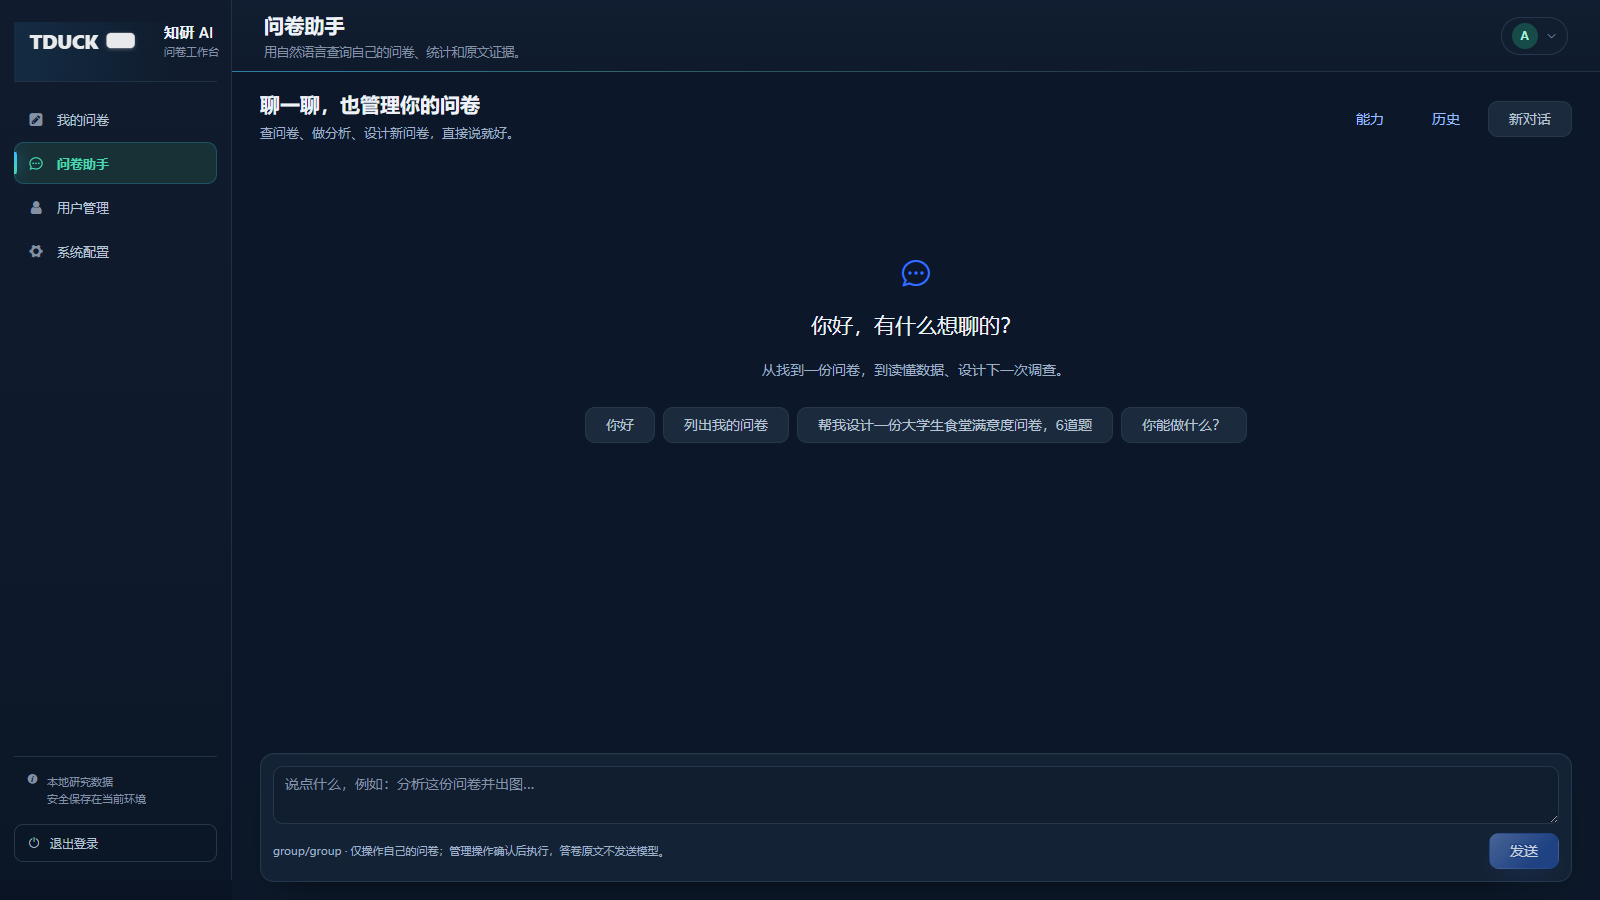 TDUCK
知研 AI
问卷工作台
我的问卷
问卷助手
用户管理
系统配置
本地研究数据
安全保存在当前环境
退出登录
问卷助手
用自然语言查询自己的问卷、统计和原文证据。
A
聊一聊，也管理你的问卷
查问卷、做分析、设计新问卷，直接说就好。
能力
历史
新对话
你好，有什么想聊的？
从找到一份问卷，到读懂数据、设计下一次调查。
你好
列出我的问卷
帮我设计一份大学生食堂满意度问卷，6道题
你能做什么？
说点什么，例如：分析这份问卷并出图...
group/group · 仅操作自己的问卷；管理操作确认后执行，答卷原文不发送模型。
发送